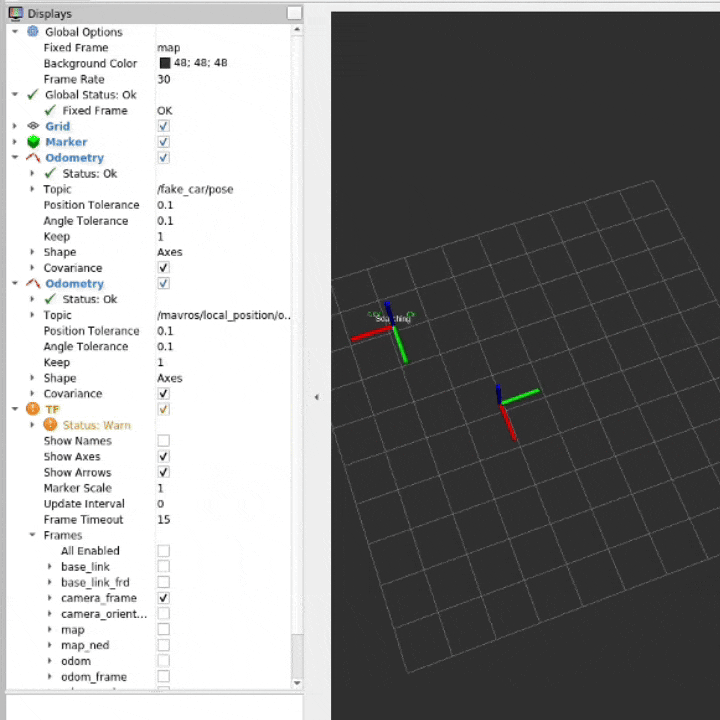 Displays
Global Options
Fixed Frame map
Background Color 48; 48; 48
Frame Rate 30
Global Status: Ok
Fixed Frame OK
Grid
Marker
Odometry
Status: Ok
Topic /fake_car/pose
Position Tolerance 0.1
Angle Tolerance 0.1
Keep 1
Shape Axes
Covariance
Odometry
Status: Ok
Topic /mavros/local_position/o...
Position Tolerance 0.1
Angle Tolerance 0.1
Keep 1
Shape Axes
Covariance
TF
Status: Warn
Show Names
Show Axes
Show Arrows
Marker Scale 1
Update Interval 0
Frame Timeout 15
Frames
All Enabled
base_link
base_link_frd
camera_frame
camera_orient...
map
map_ned
odom
odom_frame
Searching